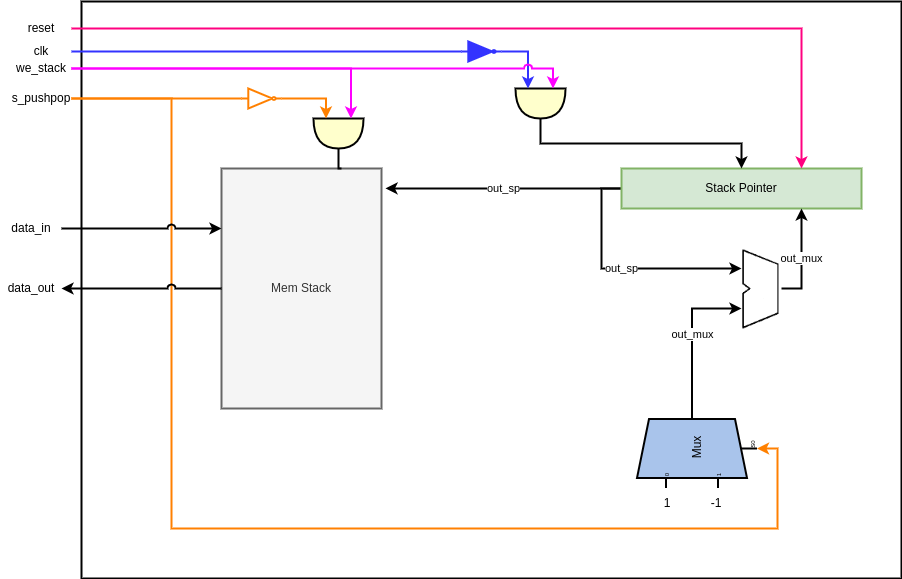 reset
clk
we_stack
s_pushpop
Stack Pointer
out_sp
data_in
out_mux
out_sp
data_out
Mem Stack
out_mux
Mux
s0
0
1
1
-1